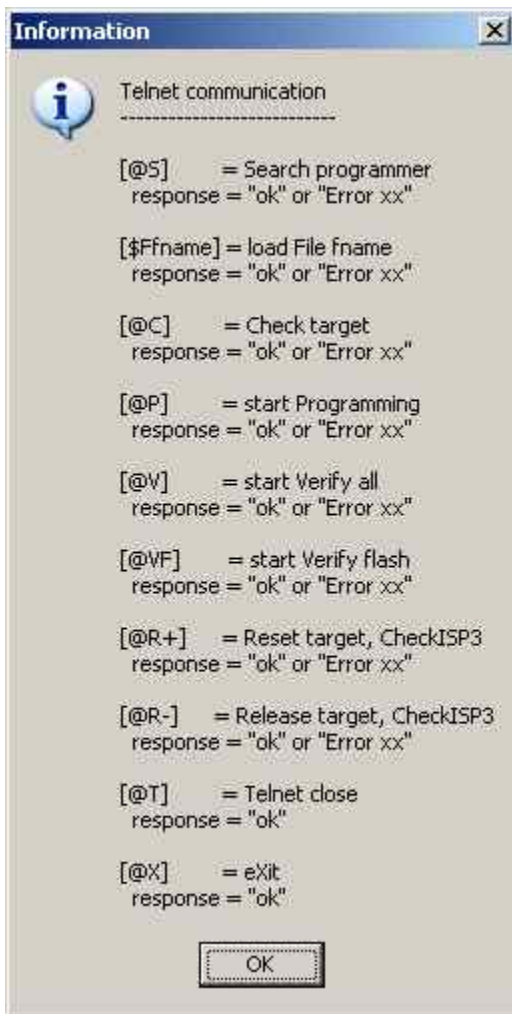 Information
Telnet communication
---------------------------
[@S] = Search programmer
response = "ok" or "Error xx"
[$Ffname] = load File fname
response = "ok" or "Error xx"
[@C] = Check target
response = "ok" or "Error xx"
[@P] = start Programming
response = "ok" or "Error xx"
[@V] = start Verify all
response = "ok" or "Error xx"
[@VF] = start Verify flash
response = "ok" or "Error xx"
[@R+] = Reset target, CheckISP3
response = "ok" or "Error xx"
[@R-] = Release target, CheckISP3
response = "ok" or "Error xx"
[@T] = Telnet close
response = "ok"
[@X] = eXit
response = "ok"
OK